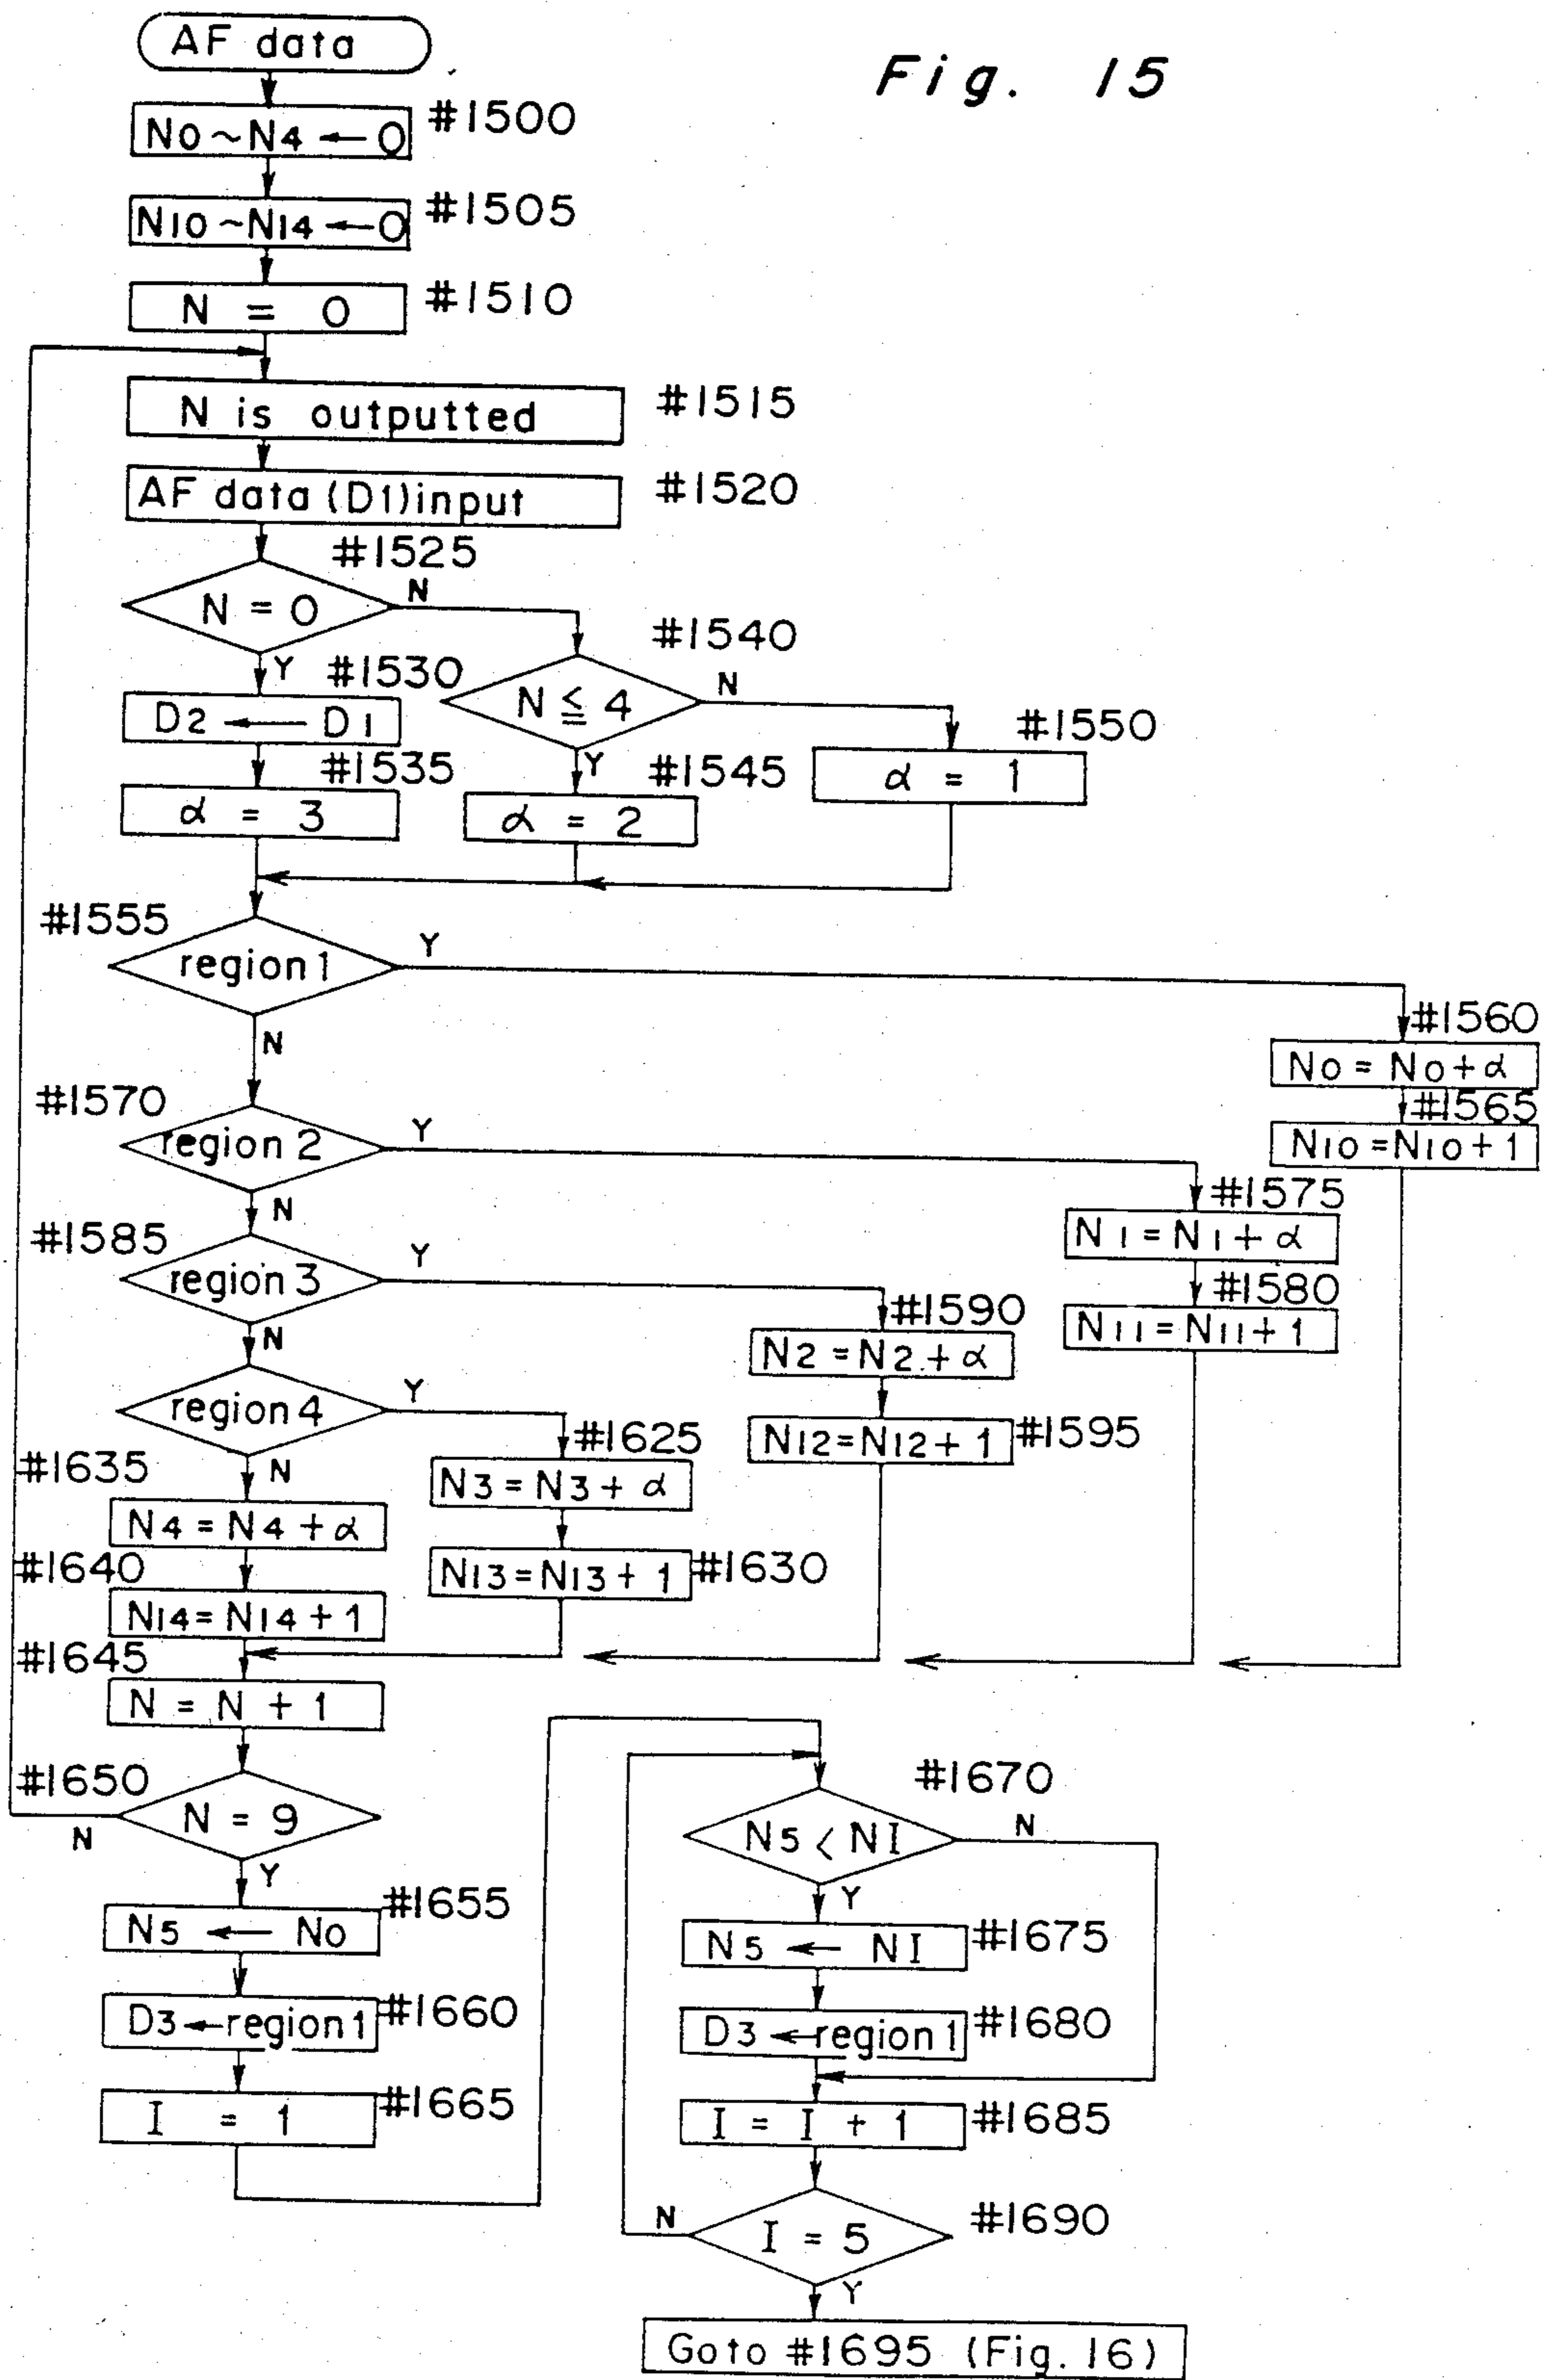 Fig. 15
AF data
N0~N4 ← 0 #1500
N10~N14 ← 0 #1505
N = 0 #1510
N is outputted #1515
AF data (D1) input #1520
#1525
N = 0
N
Y
#1530
D2 ← D1
#1535
α = 3
#1540
N ≦ 4
N
Y
#1545
α = 2
#1550
α = 1
#1555
region 1
Y
N
#1560
N0 = N0 + α
#1565
N10 = N10 + 1
#1570
region 2
Y
N
#1575
N1 = N1 + α
#1580
N11 = N11 + 1
#1585
region 3
Y
N
#1590
N2 = N2 + α
N12 = N12 + 1 #1595
region 4
Y
N
#1625
N3 = N3 + α
N13 = N13 + 1 #1630
#1635
N4 = N4 + α
#1640
N14 = N14 + 1
#1645
N = N + 1
#1650
N = 9
N
Y
#1655
N5 ← N0
D3 ← region 1 #1660
I = 1 #1665
#1670
N5 < NI
N
Y
N5 ← NI #1675
D3 ← region 1 #1680
I = I + 1 #1685
I = 5 #1690
N
Y
Go to #1695 (Fig. 16)